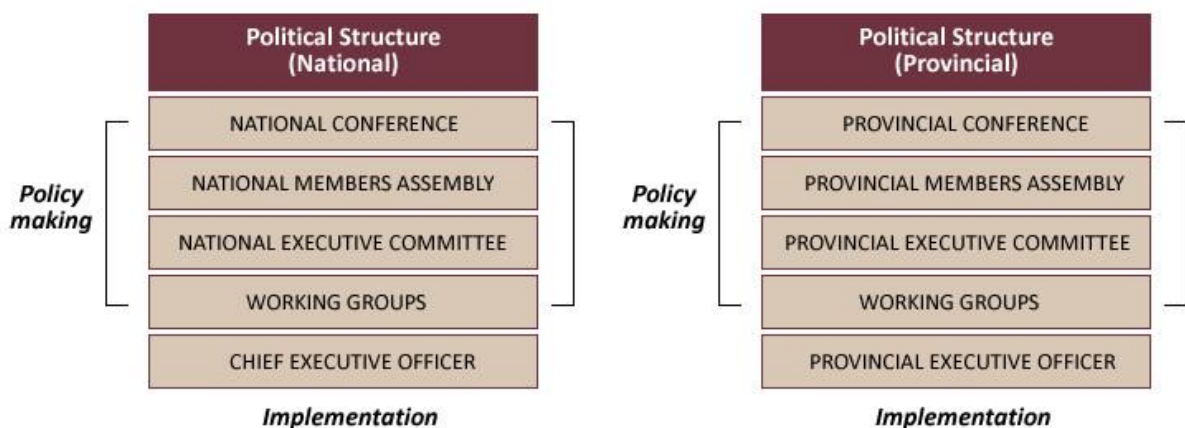 Political Structure
(National)
NATIONAL CONFERENCE
NATIONAL MEMBERS ASSEMBLY
NATIONAL EXECUTIVE COMMITTEE
WORKING GROUPS
CHIEF EXECUTIVE OFFICER
Policy
making
Implementation
Political Structure
(Provincial)
PROVINCIAL CONFERENCE
PROVINCIAL MEMBERS ASSEMBLY
PROVINCIAL EXECUTIVE COMMITTEE
WORKING GROUPS
PROVINCIAL EXECUTIVE OFFICER
Policy
making
Implementation